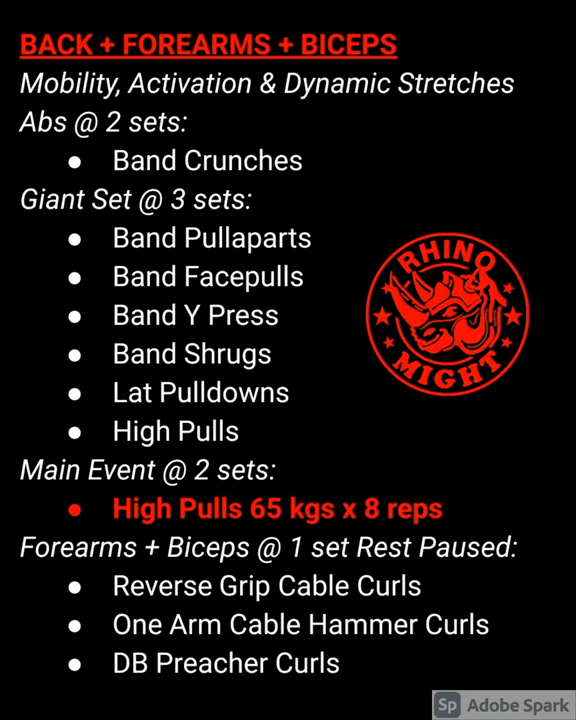 BACK + FOREARMS + BICEPS
Mobility, Activation & Dynamic Stretches
Abs @ 2 sets:
● Band Crunches
Giant Set @ 3 sets:
● Band Pullaparts
● Band Facepulls
● Band Y Press
● Band Shrugs
● Lat Pulldowns
● High Pulls
RHINO
MIGHT
Main Event @ 2 sets:
● High Pulls 65 kgs x 8 reps
Forearms + Biceps @ 1 set Rest Paused:
● Reverse Grip Cable Curls
● One Arm Cable Hammer Curls
● DB Preacher Curls
Sp Adobe Spark